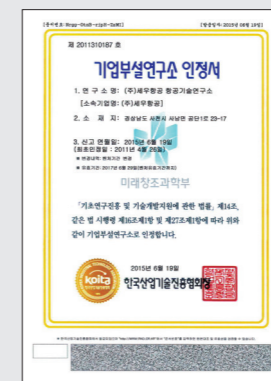 제 2011310187 호
기업부설연구소 인정서
1. 연 구 소 명: (주)세우항공 항공기술연구소
[소속기업명: (주)세우항공]
2. 소 재 지: 경상남도 사천시 사남면 공단1로 23-17
3. 신고 연월일: 2015년 6월 19일
(최초인정일: 2011년 4월 26일)
미래창조과학부
「기초연구진흥 및 기술개발지원에 관한 법률」제14조,
같은 법 시행령 제16조제1항 및 제27조제1항에 따라 위와
같이 기업부설연구소로 인정합니다.
2015년 6월 19일
koita
한국산업기술진흥협회장